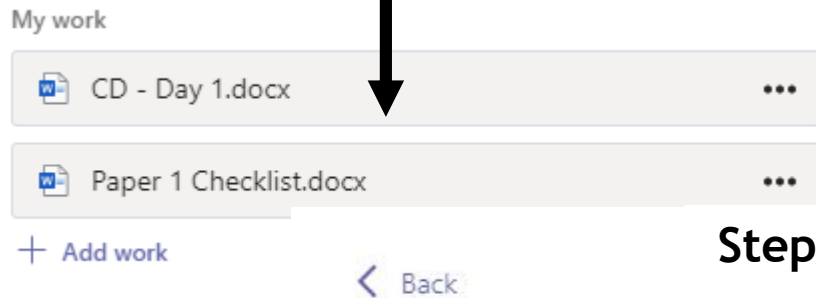 My work
CD - Day 1.docx
Paper 1 Checklist.docx
+ Add work
Step
Back